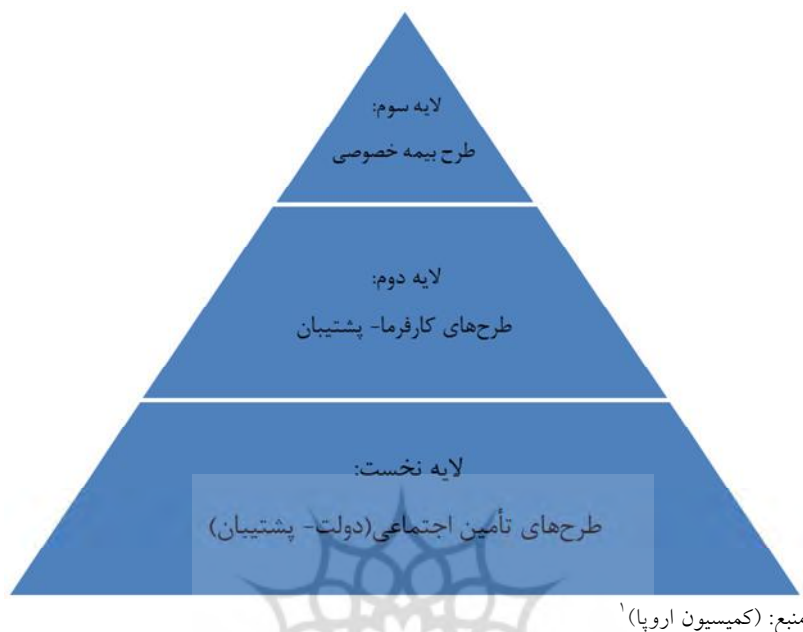 لایه سوم:
طرح بیمه خصوصی
لایه دوم:
طرح‌های کارفرما- پشتیبان
لایه نخست:
طرح‌های تأمین اجتماعی(دولت- پشتیبان)
منبع: (کمیسیون اروپا)۱